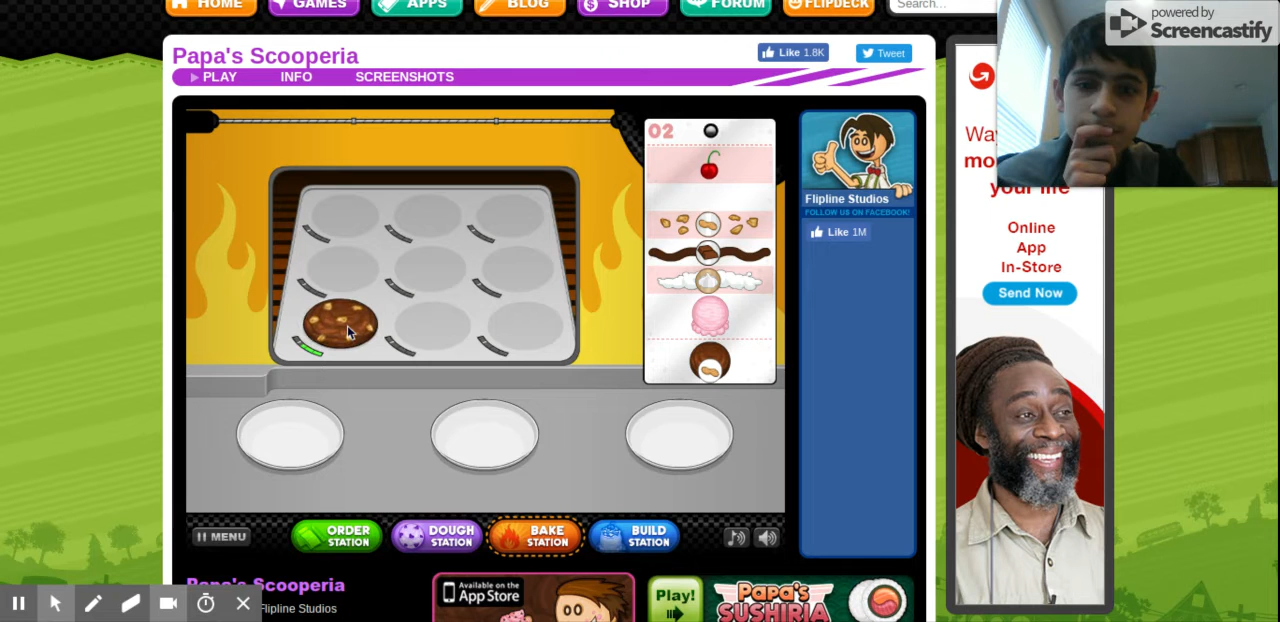 HOME GAMES APPS BLOG SHOP FORUM FLIPDECK Search...
powered by
Screencastify
Papa's Scooperia
Like 1.8K
Tweet
PLAY INFO SCREENSHOTS
02
Flipline Studios
FOLLOW US ON FACEBOOK!
Like 1M
your life
Online
App
In-Store
Send Now
MENU
ORDER
STATION
DOUGH
STATION
BAKE
STATION
BUILD
STATION
Papa's Scooperia
Flipline Studios
Available on the
App Store
Play!
Papa's
SUSHIRIA